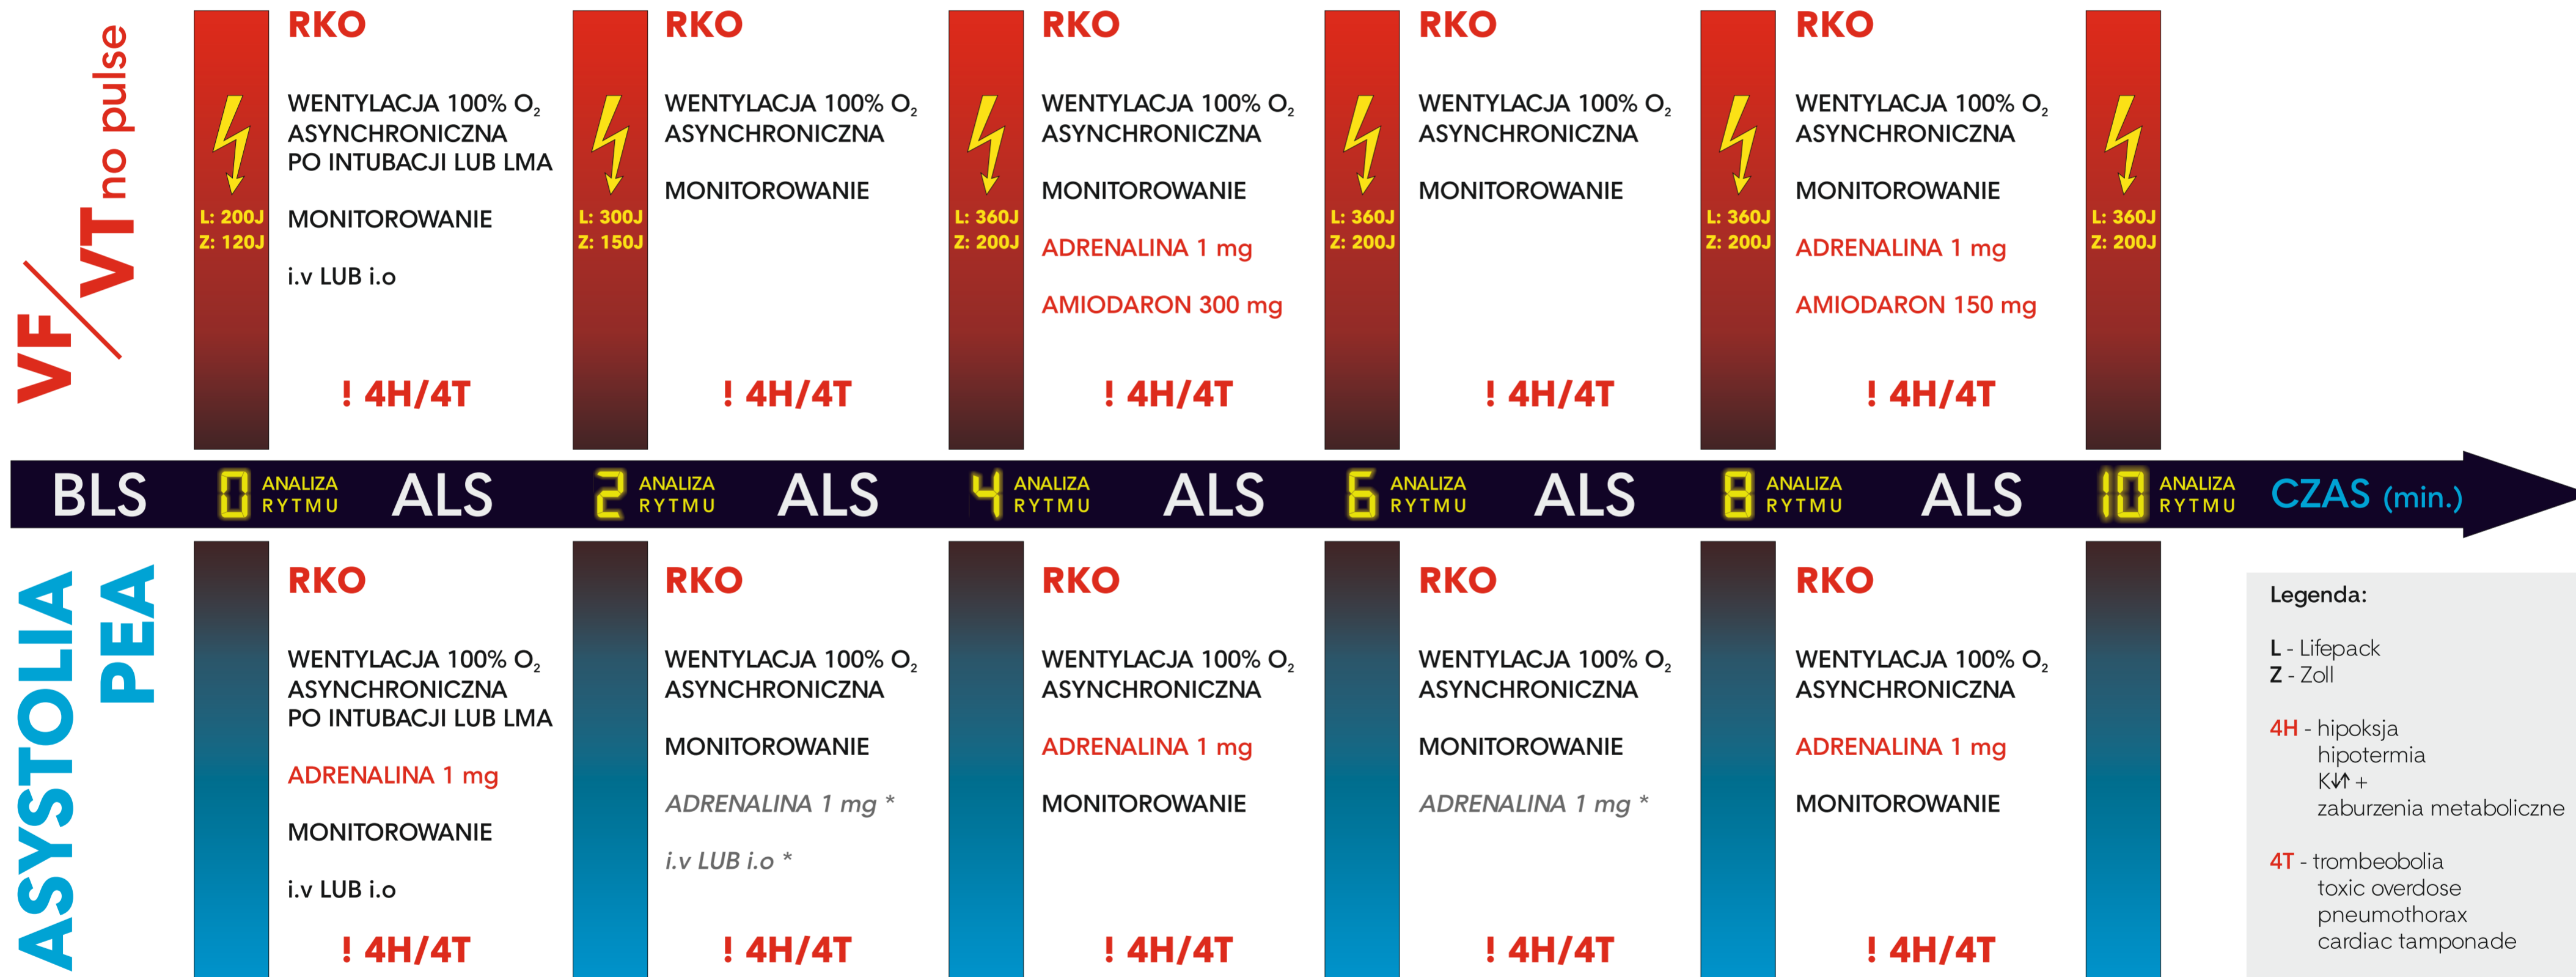 VF/VT no pulse
L: 200J
Z: 120J
RKO
WENTYLACJA 100% O₂
ASYNCHRONICZNA
PO INTUBACJI LUB LMA
MONITOROWANIE
i.v LUB i.o
! 4H/4T
L: 300J
Z: 150J
RKO
WENTYLACJA 100% O₂
ASYNCHRONICZNA
MONITOROWANIE
! 4H/4T
L: 360J
Z: 200J
RKO
WENTYLACJA 100% O₂
ASYNCHRONICZNA
MONITOROWANIE
ADRENALINA 1 mg
AMIODARON 300 mg
! 4H/4T
L: 360J
Z: 200J
RKO
WENTYLACJA 100% O₂
ASYNCHRONICZNA
MONITOROWANIE
! 4H/4T
L: 360J
Z: 200J
RKO
WENTYLACJA 100% O₂
ASYNCHRONICZNA
MONITOROWANIE
ADRENALINA 1 mg
AMIODARON 150 mg
! 4H/4T
L: 360J
Z: 200J
BLS
0
ANALIZA
RYTMU
ALS
2
ANALIZA
RYTMU
ALS
4
ANALIZA
RYTMU
ALS
6
ANALIZA
RYTMU
ALS
8
ANALIZA
RYTMU
ALS
10
ANALIZA
RYTMU
CZAS (min.)
ASYSTOLIA
PEA
RKO
WENTYLACJA 100% O₂
ASYNCHRONICZNA
PO INTUBACJI LUB LMA
ADRENALINA 1 mg
MONITOROWANIE
i.v LUB i.o
! 4H/4T
RKO
WENTYLACJA 100% O₂
ASYNCHRONICZNA
MONITOROWANIE
ADRENALINA 1 mg *
i.v LUB i.o *
! 4H/4T
RKO
WENTYLACJA 100% O₂
ASYNCHRONICZNA
ADRENALINA 1 mg
MONITOROWANIE
! 4H/4T
RKO
WENTYLACJA 100% O₂
ASYNCHRONICZNA
MONITOROWANIE
ADRENALINA 1 mg *
! 4H/4T
RKO
WENTYLACJA 100% O₂
ASYNCHRONICZNA
ADRENALINA 1 mg
MONITOROWANIE
! 4H/4T
Legenda:
L - Lifepack
Z - Zoll
4H - hipoksja
hipotermia
K↓↑ +
zaburzenia metaboliczne
4T - trombeobolia
toxic overdose
pneumothorax
cardiac tamponade